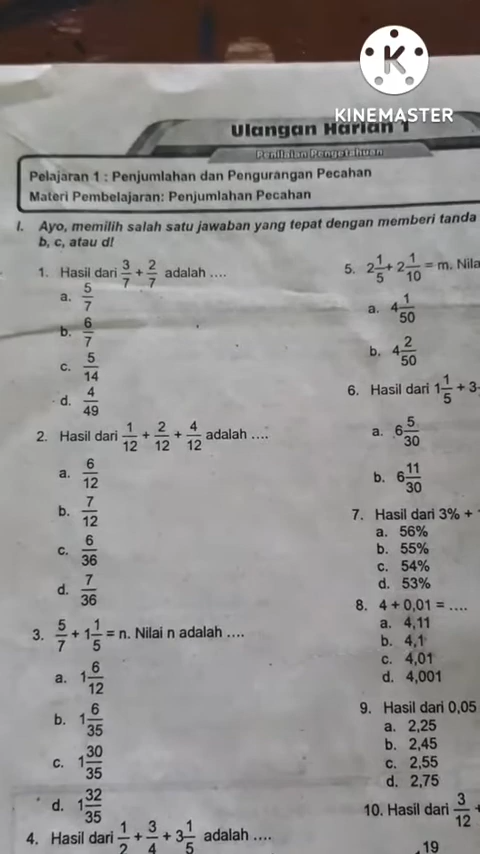 KINEMASTER
Ulangan Harian 1
Penilaian Pengetahuan
Pelajaran 1 : Penjumlahan dan Pengurangan Pecahan
Materi Pembelajaran: Penjumlahan Pecahan
I. Ayo, memilih salah satu jawaban yang tepat dengan memberi tanda
b, c, atau d!
1. Hasil dari 3/7 + 2/7 adalah ....
a. 5/7
b. 6/7
c. 5/14
d. 4/49
2. Hasil dari 1/12 + 2/12 + 4/12 adalah ....
a. 6/12
b. 7/12
c. 6/36
d. 7/36
3. 5/7 + 1 1/5 = n. Nilai n adalah ....
a. 1 6/12
b. 1 6/35
c. 1 30/35
d. 1 32/35
4. Hasil dari 1/2 + 3/4 + 3 1/5 adalah ....
5. 2 1/5 + 2 1/10 = m.
a. 4 1/50
b. 4 2/50
6. Hasil dari 1 1/5 + 3
a. 6 5/30
b. 6 11/30
7. Hasil dari 3% +
a. 56%
b. 55%
c. 54%
d. 53%
8. 4 + 0,01 = ....
a. 4,11
b. 4,1
c. 4,01
d. 4,001
9. Hasil dari 0,05
a. 2,25
b. 2,45
c. 2,55
d. 2,75
10. Hasil dari 3/12 +
19